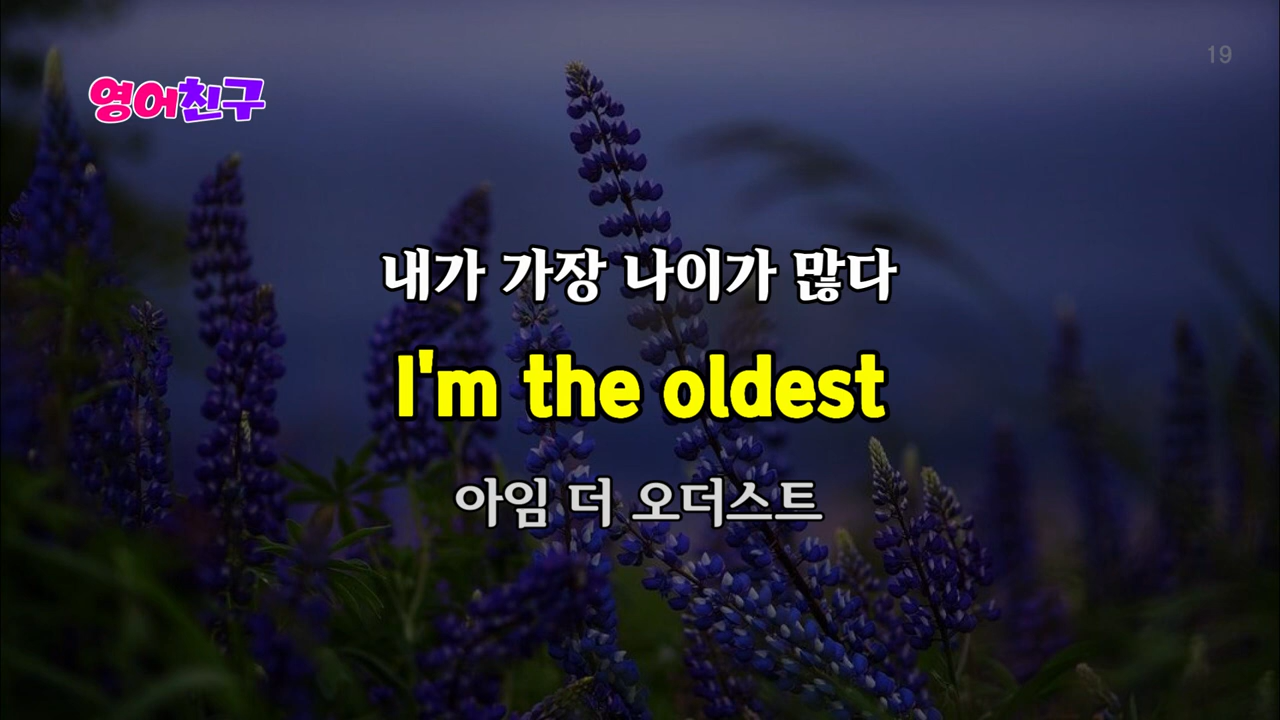 영어친구
19
내가 가장 나이가 많다
I'm the oldest
아임 더 오더스트